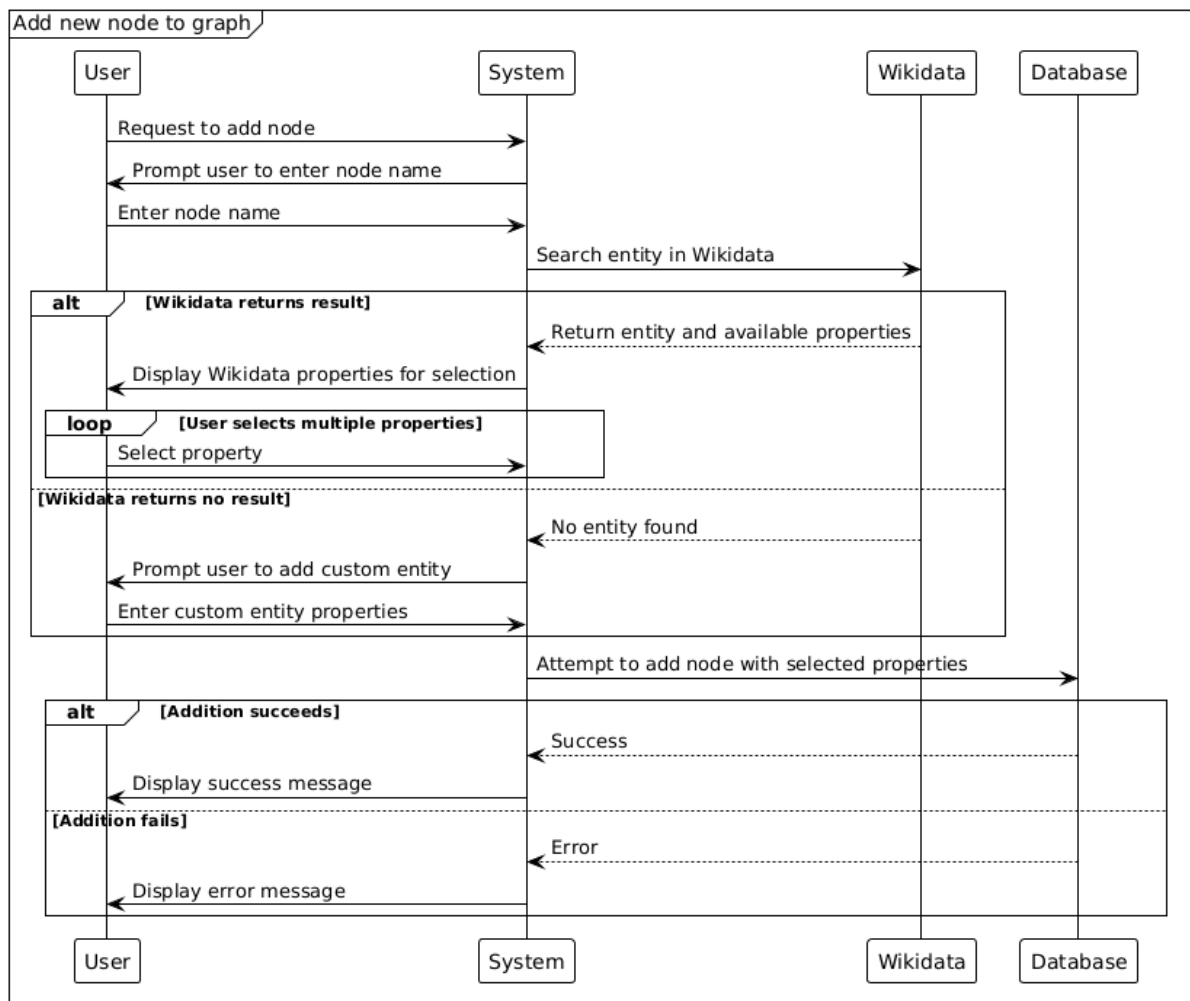 Add new node to graph
User System Wikidata Database
Request to add node
Prompt user to enter node name
Enter node name
Search entity in Wikidata
alt [Wikidata returns result]
Return entity and available properties
Display Wikidata properties for selection
loop [User selects multiple properties]
Select property
[Wikidata returns no result]
No entity found
Prompt user to add custom entity
Enter custom entity properties
Attempt to add node with selected properties
alt [Addition succeeds]
Success
Display success message
[Addition fails]
Error
Display error message
User System Wikidata Database